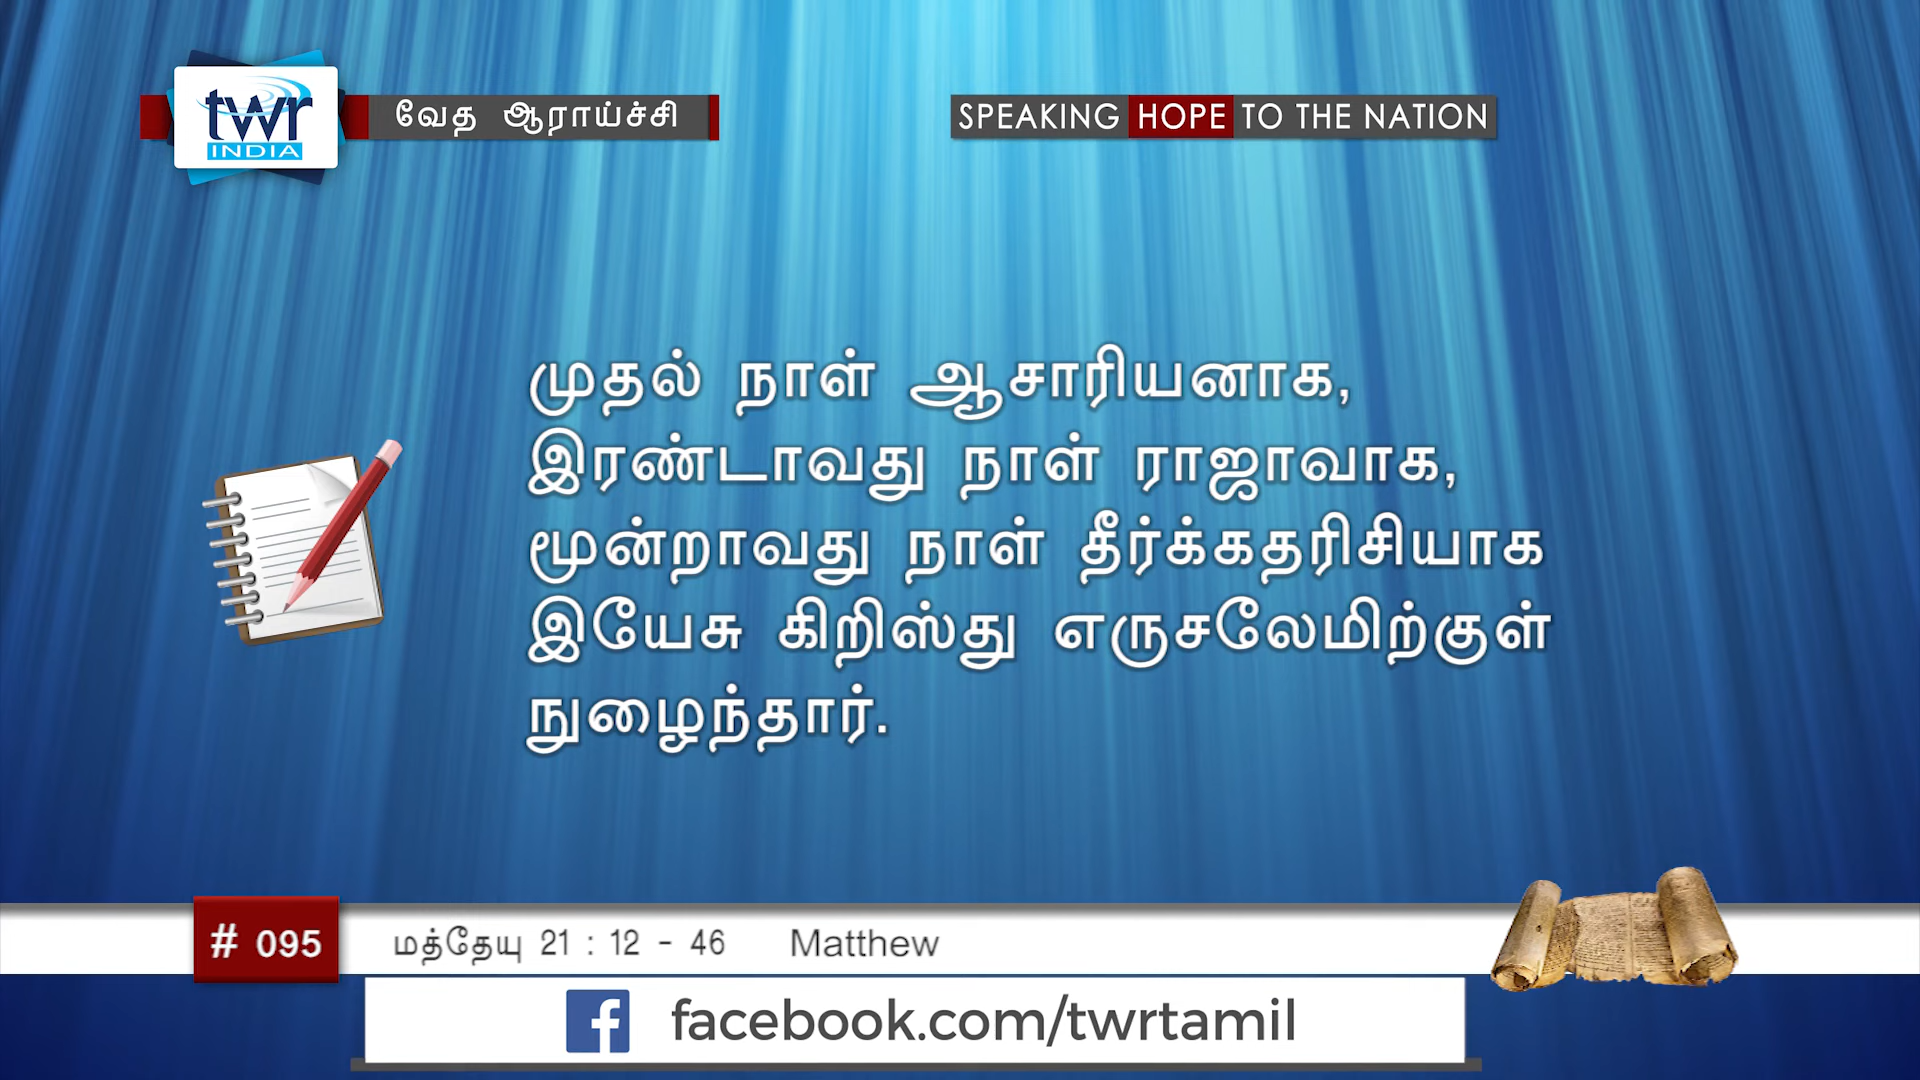 twr
INDIA
வேத ஆராய்ச்சி
SPEAKING HOPE TO THE NATION
முதல் நாள் ஆசாரியனாக,
இரண்டாவது நாள் ராஜாவாக,
மூன்றாவது நாள் தீர்க்கதரிசியாக
இயேசு கிறிஸ்து எருசலேமிற்குள்
நுழைந்தார்.
# 095
மத்தேயு 21 : 12 - 46 Matthew
facebook.com/twrtamil